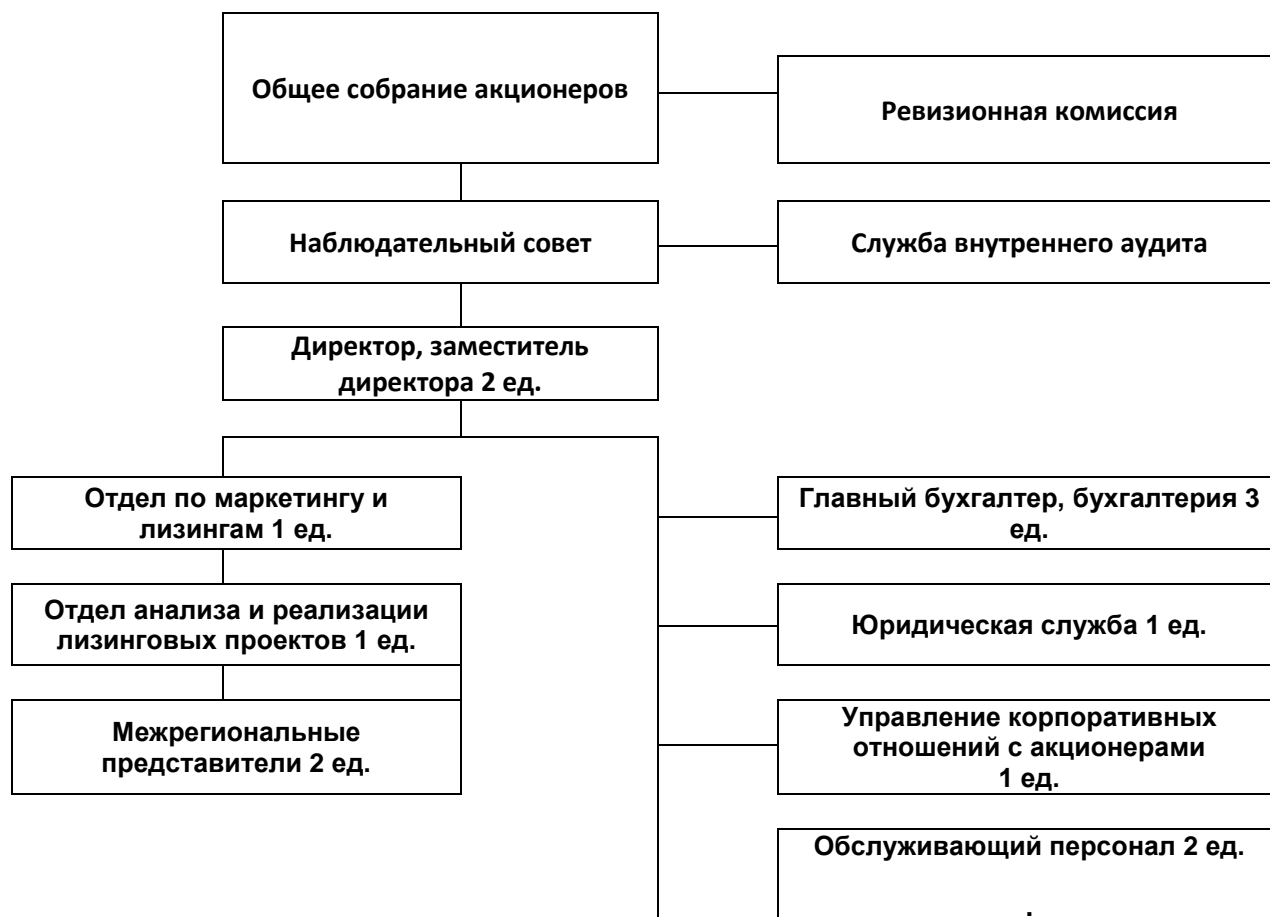 Общее собрание акционеров
Ревизионная комиссия
Наблюдательный совет
Служба внутреннего аудита
Директор, заместитель
директора 2 ед.
Отдел по маркетингу и
лизингам 1 ед.
Главный бухгалтер, бухгалтерия 3
ед.
Отдел анализа и реализации
лизинговых проектов 1 ед.
Юридическая служба 1 ед.
Межрегиональные
представители 2 ед.
Управление корпоративных
отношений с акционерами
1 ед.
Обслуживающий персонал 2 ед.
.